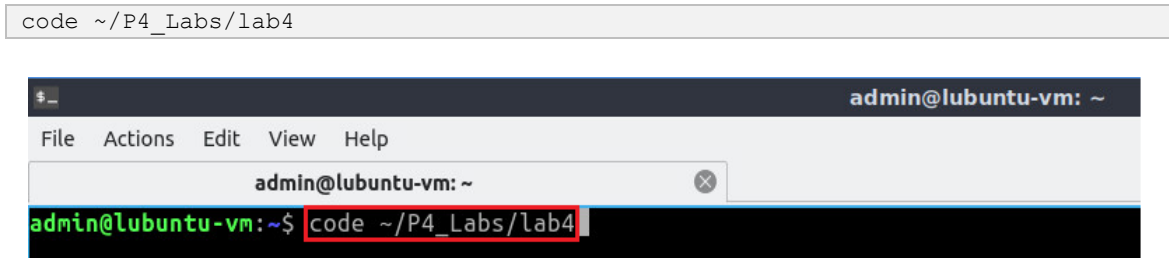 code ~/P4_Labs/lab4
$_ admin@lubuntu-vm: ~
File Actions Edit View Help
admin@lubuntu-vm: ~
admin@lubuntu-vm:~$ code ~/P4_Labs/lab4